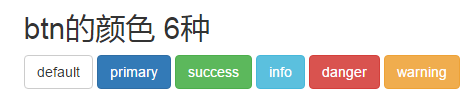 btn的颜色 6种
default primary success info danger warning